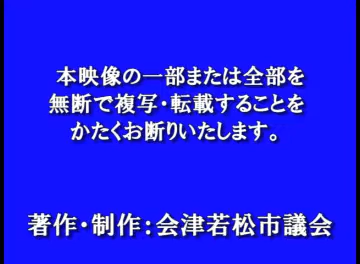 本映像の一部または全部を
無断で複写・転載することを
かたくお断りいたします。
著作・制作：会津若松市議会